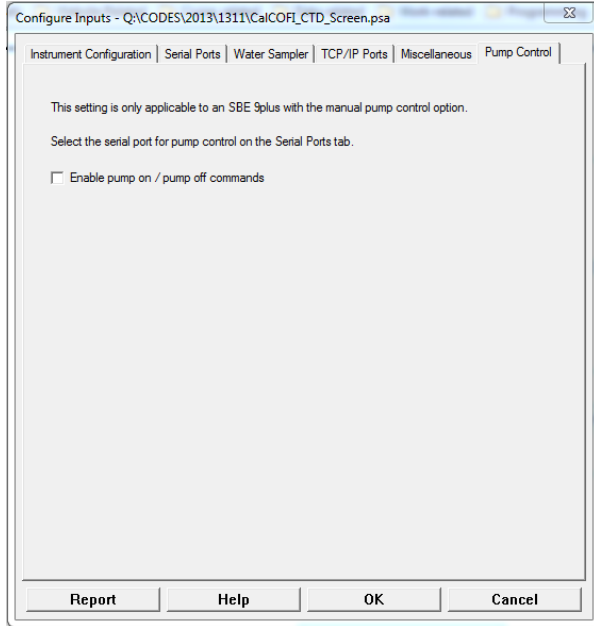 Configure Inputs - Q:\CODES\2013\1311\CalCOFI_CTD_Screen.psa
Instrument Configuration Serial Ports Water Sampler TCP/IP Ports Miscellaneous Pump Control
This setting is only applicable to an SBE 9plus with the manual pump control option.
Select the serial port for pump control on the Serial Ports tab.
Enable pump on / pump off commands
Report Help OK Cancel